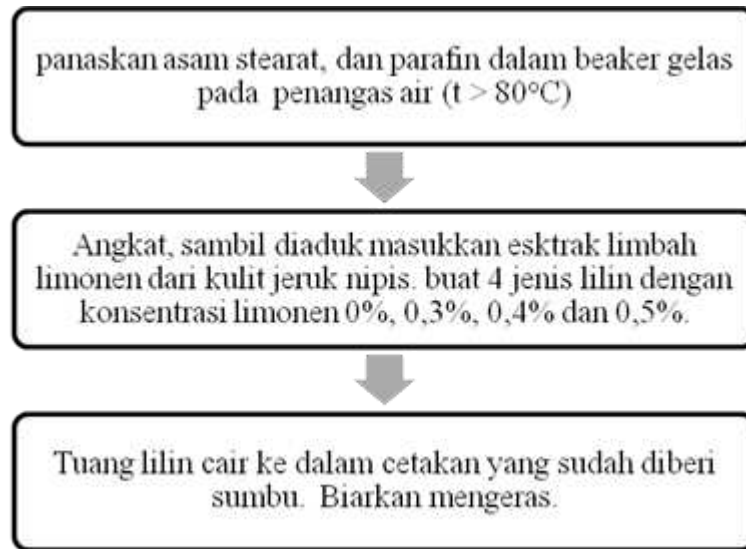 panaskan asam stearat, dan parafin dalam beaker gelas
pada penangas air (t > 80°C)
Angkat, sambil diaduk masukkan esktrak limbah
limonen dari kulit jeruk nipis. buat 4 jenis lilin dengan
konsentrasi limonen 0%, 0,3%, 0,4% dan 0,5%.
Tuang lilin cair ke dalam cetakan yang sudah diberi
sumbu. Biarkan mengeras.